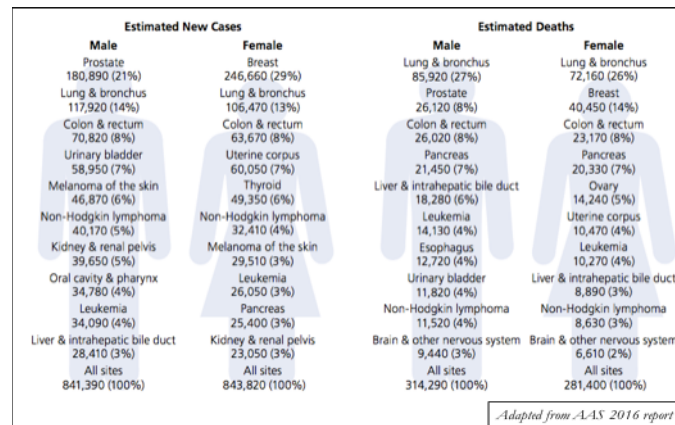 Estimated New Cases
Male
Prostate
180,890 (21%)
Lung & bronchus
117,920 (14%)
Colon & rectum
70,820 (8%)
Urinary bladder
58,950 (7%)
Melanoma of the skin
46,870 (6%)
Non-Hodgkin lymphoma
40,170 (5%)
Kidney & renal pelvis
39,650 (5%)
Oral cavity & pharynx
34,780 (4%)
Leukemia
34,090 (4%)
Liver & intrahepatic bile duct
28,410 (3%)
All sites
841,390 (100%)
Female
Breast
246,660 (29%)
Lung & bronchus
106,470 (13%)
Colon & rectum
63,670 (8%)
Uterine corpus
60,050 (7%)
Thyroid
49,350 (6%)
Non-Hodgkin lymphoma
32,410 (4%)
Melanoma of the skin
29,510 (3%)
Leukemia
26,050 (3%)
Pancreas
25,400 (3%)
Kidney & renal pelvis
23,050 (3%)
All sites
843,820 (100%)
Estimated Deaths
Male
Lung & bronchus
85,920 (27%)
Prostate
26,120 (8%)
Colon & rectum
26,020 (8%)
Pancreas
21,450 (7%)
Liver & intrahepatic bile duct
18,280 (6%)
Leukemia
14,130 (4%)
Esophagus
12,720 (4%)
Urinary bladder
11,820 (4%)
Non-Hodgkin lymphoma
11,520 (4%)
Brain & other nervous system
9,440 (3%)
All sites
314,290 (100%)
Female
Lung & bronchus
72,160 (26%)
Breast
40,450 (14%)
Colon & rectum
23,170 (8%)
Pancreas
20,330 (7%)
Ovary
14,240 (5%)
Uterine corpus
10,470 (4%)
Leukemia
10,270 (4%)
Liver & intrahepatic bile duct
8,890 (3%)
Non-Hodgkin lymphoma
8,630 (3%)
Brain & other nervous system
6,610 (2%)
All sites
281,400 (100%)
Adapted from AAS 2016 report